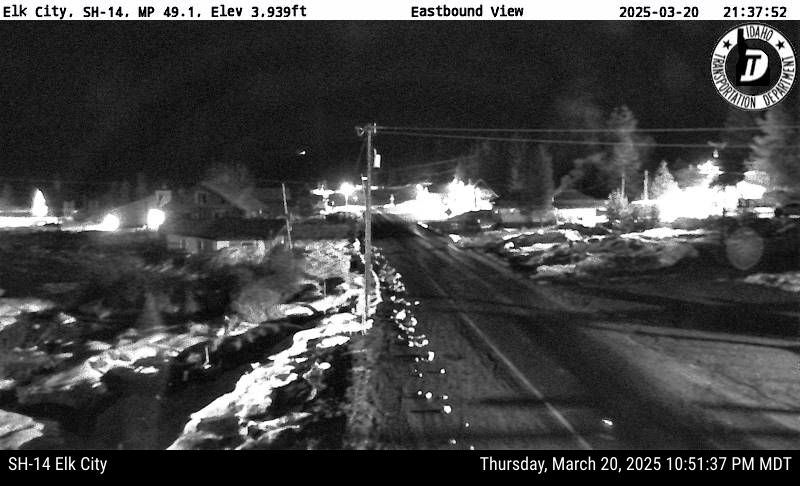 Elk City, SH-14, MP 49.1, Elev 3,939ft Eastbound View 2025-03-20 21:37:52
IDAHO
TRANSPORTATION DEPARTMENT
SH-14 Elk City Thursday, March 20, 2025 10:51:37 PM MDT